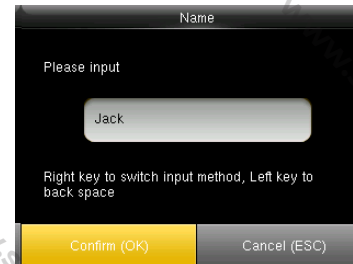 Name
Please input
Jack
Right key to switch input method, Left key to
back space
Confirm (OK)
Cancel (ESC)